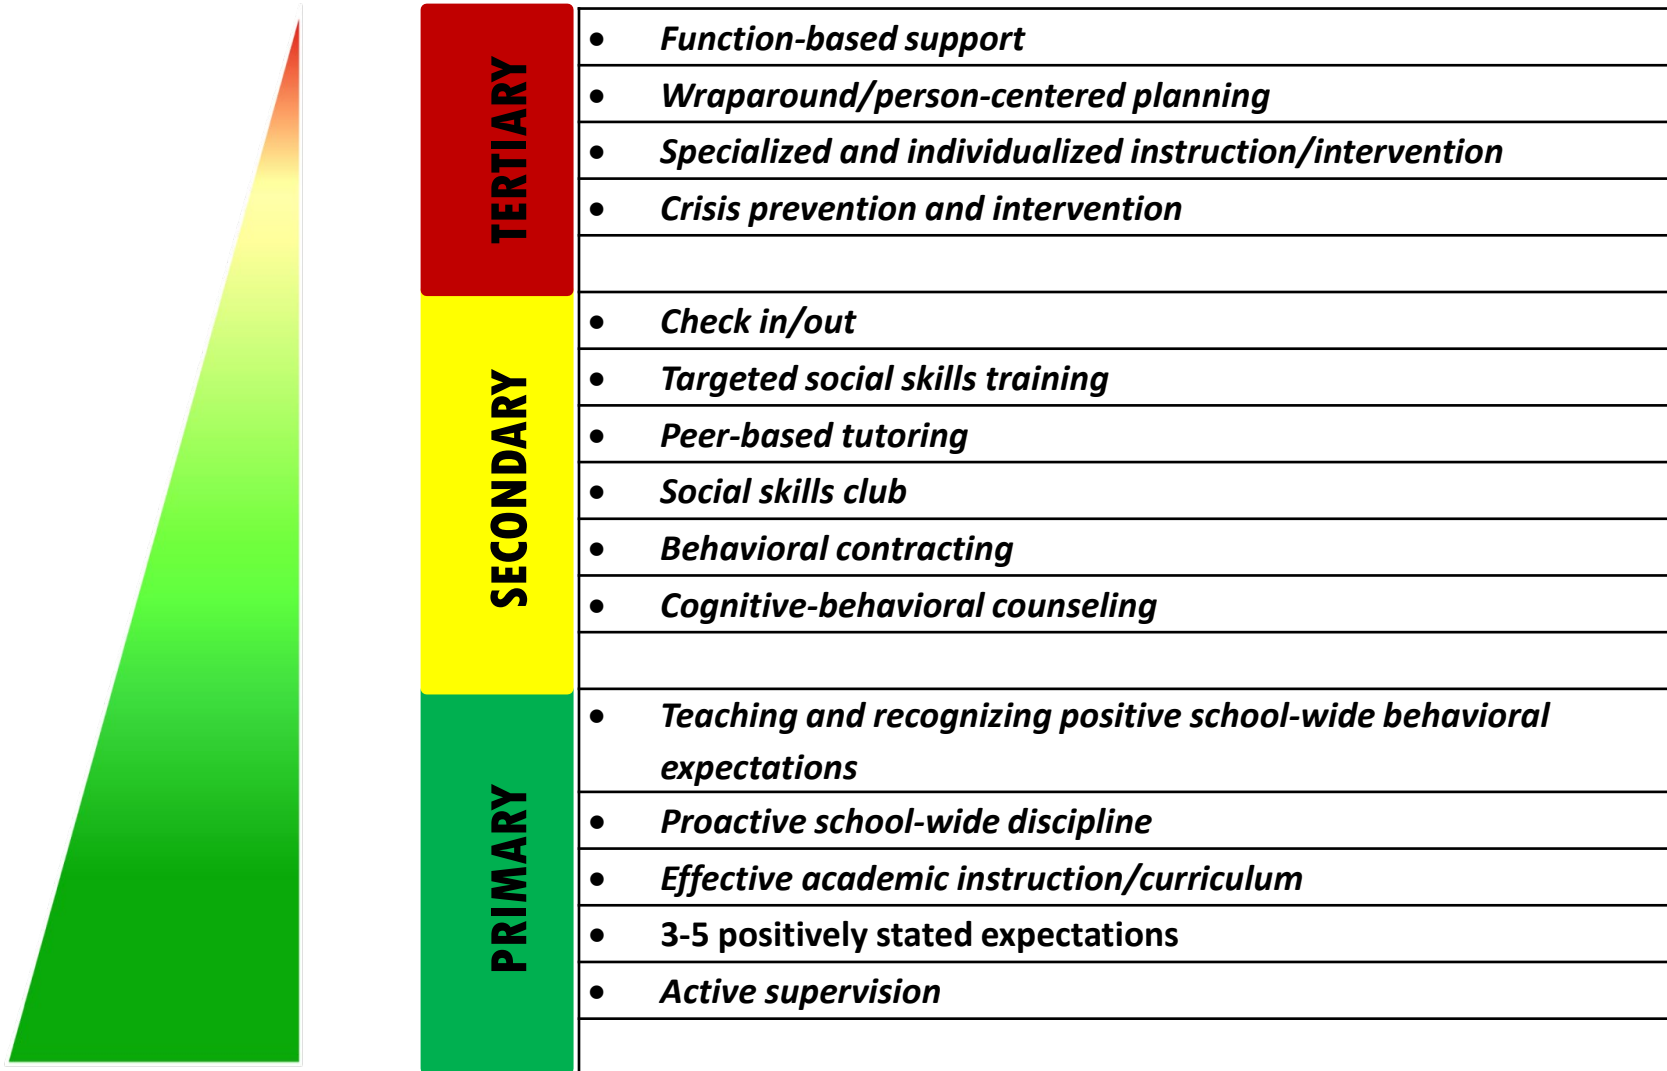 TERTIARY
• Function-based support
• Wraparound/person-centered planning
• Specialized and individualized instruction/intervention
• Crisis prevention and intervention
SECONDARY
• Check in/out
• Targeted social skills training
• Peer-based tutoring
• Social skills club
• Behavioral contracting
• Cognitive-behavioral counseling
PRIMARY
• Teaching and recognizing positive school-wide behavioral
expectations
• Proactive school-wide discipline
• Effective academic instruction/curriculum
• 3-5 positively stated expectations
• Active supervision